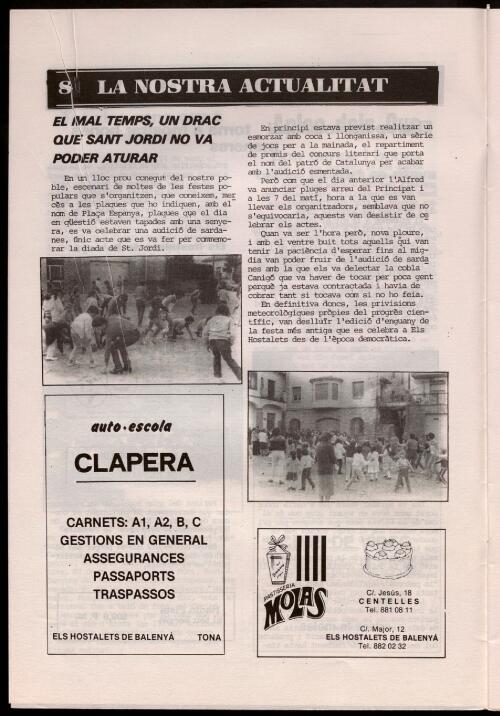 8 LA NOSTRA ACTUALITAT
EL MAL TEMPS, UN DRAC
QUE SANT JORDI NO VA
PODER ATURAR
En un lloc prou conegut del nostre po-
ble, escenari de moltes de les festes po-
pulars que s'organitzen, que coneixem, mer
cès a les plaques que ho indiquen, amb el
nom de Plaça Espanya, plaques que el dia
en qüestió estaven tapades amb una senye-
ra, es va celebrar una audició de sarda-
nes, únic acte que es va fer per commemo-
rar la diada de St. Jordi.
En principi estava previst realitzar un
esmorzar amb coca i llonganissa, una sèrie
de jocs per a la mainada, el repartiment
de premis del concurs literari que porta
el nom del patró de Catalunya per acabar
amb l'audició esmentada.
Però com que el dia anterior l'Alfred
va anunciar pluges arreu del Principat i
a les 7 del matí, hora a la que es van
llevar els organitzadors, semblava que no
s'equivocaria, aquests van desistir de ce
lebrar els actes.
Quan va ser l'hora però, nova ploure,
i amb el ventre buit tots aquells qui van
tenir la paciència d'esperar fins al mig-
dia van poder fruir de l'audició de sarda
nes amb la que els va delectar la cobla
Canigó que va haver de tocar per poca gent
perquè ja estava contractada i havia de
cobrar tant si tocava com si no ho feia.
En definitiva doncs, les privisions
meteorològiques pròpies del progrés cien-
tífic, van deslluïr l'edició d'enguany de
la festa més antiga que es celebra a Els
Hostalets des de l'època democràtica.
auto·escola
CLAPERA
CARNETS: A1, A2, B, C
GESTIONS EN GENERAL
ASSEGURANCES
PASSAPORTS
TRASPASSOS
ELS HOSTALETS DE BALENYÁ TONA
PASTISSERIA
MOLAS
C/. Jesús, 18
CENTELLES
Tel. 881 08 11
C/. Major, 12
ELS HOSTALETS DE BALENYÁ
Tel. 882 02 32